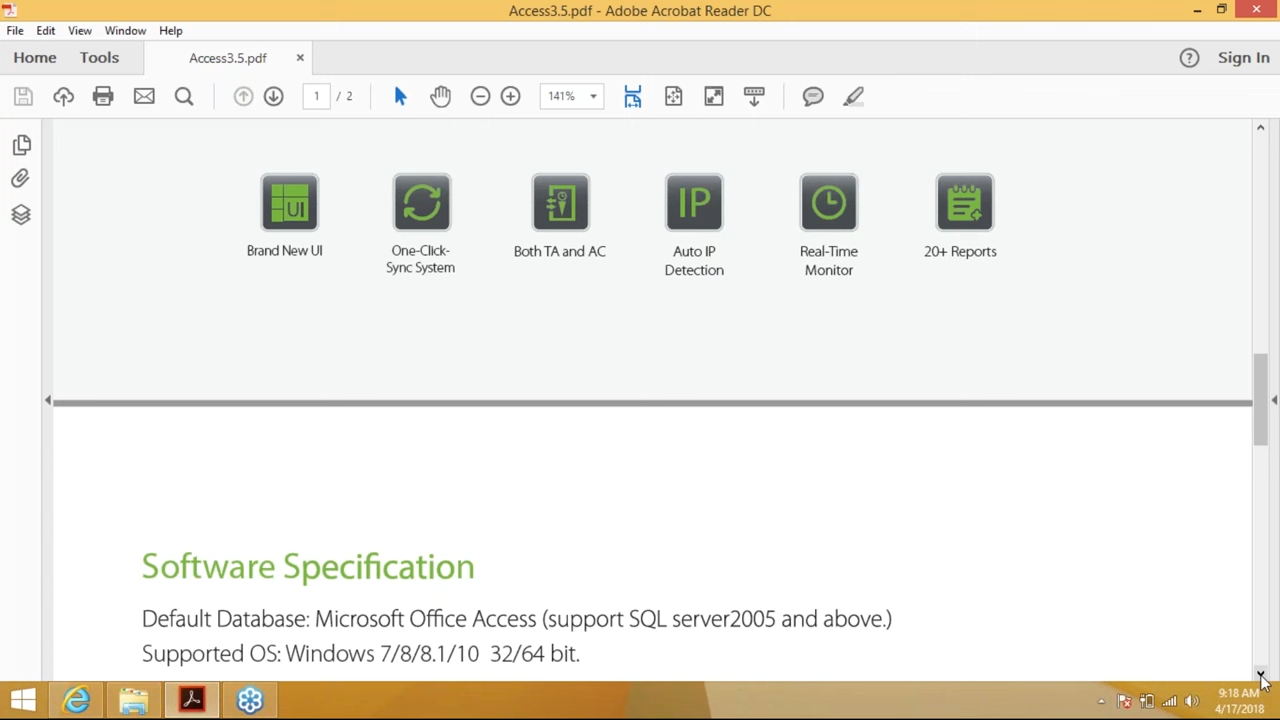 Access3.5.pdf - Adobe Acrobat Reader DC
File Edit View Window Help
Home Tools Access3.5.pdf × ? Sign In
1 / 2 141%
UI IP
Brand New UI
One-Click-
Sync System
Both TA and AC
Auto IP
Detection
Real-Time
Monitor
20+ Reports
Software Specification
Default Database: Microsoft Office Access (support SQL server2005 and above.)
Supported OS: Windows 7/8/8.1/10 32/64 bit.
9:18 AM
4/17/2018